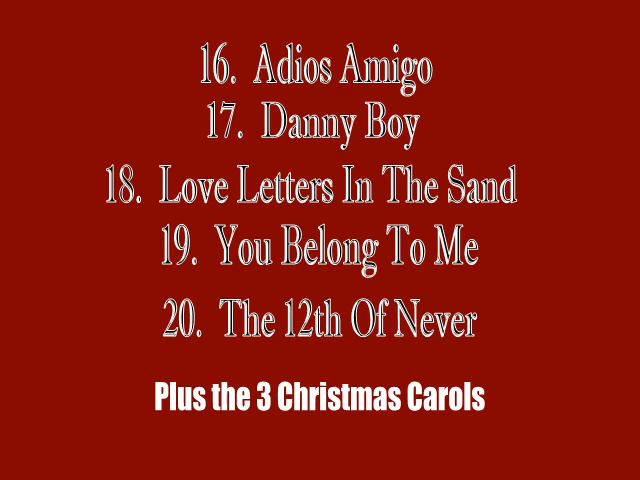 16. Adios Amigo
17. Danny Boy
18. Love Letters In The Sand
19. You Belong To Me
20. The 12th Of Never
Plus the 3 Christmas Carols